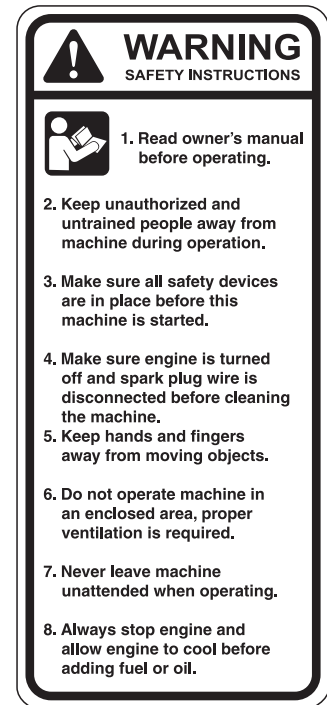 WARNING
SAFETY INSTRUCTIONS
1. Read owner's manual
before operating.
2. Keep unauthorized and
untrained people away from
machine during operation.
3. Make sure all safety devices
are in place before this
machine is started.
4. Make sure engine is turned
off and spark plug wire is
disconnected before cleaning
the machine.
5. Keep hands and fingers
away from moving objects.
6. Do not operate machine in
an enclosed area, proper
ventilation is required.
7. Never leave machine
unattended when operating.
8. Always stop engine and
allow engine to cool before
adding fuel or oil.